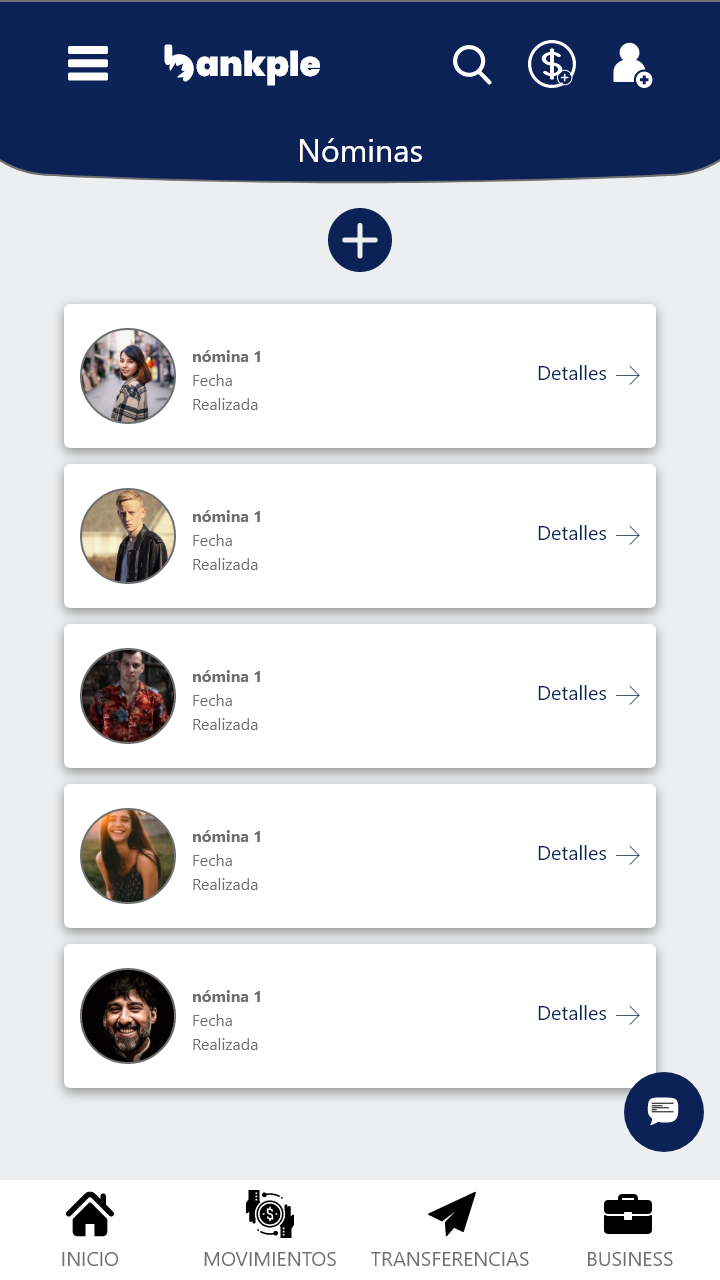 bankple
Nóminas
nómina 1
Fecha
Realizada
Detalles
nómina 1
Fecha
Realizada
Detalles
nómina 1
Fecha
Realizada
Detalles
nómina 1
Fecha
Realizada
Detalles
nómina 1
Fecha
Realizada
Detalles
INICIO
MOVIMIENTOS
TRANSFERENCIAS
BUSINESS